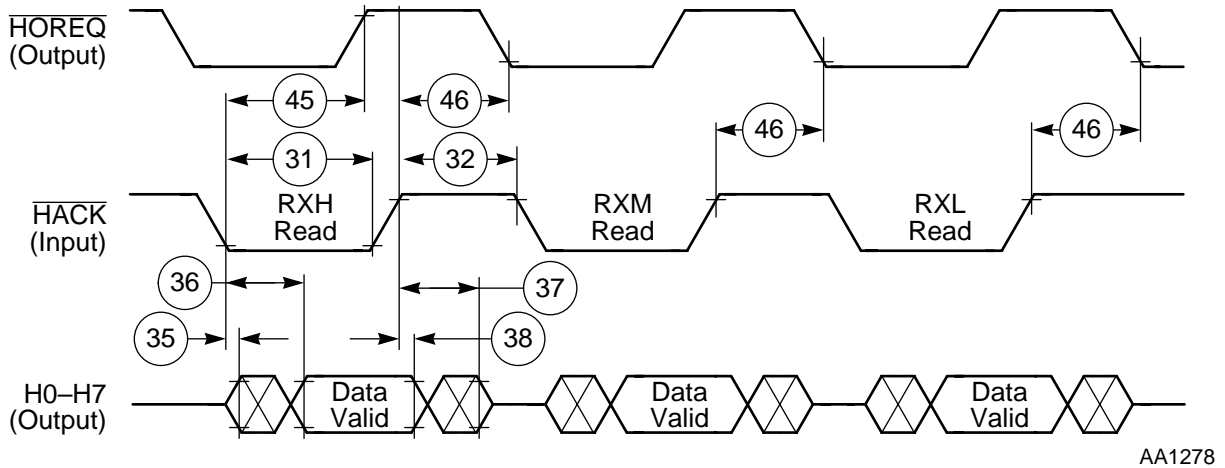 HOREQ
(Output)
45
46
46
46
31
32
HACK
(Input)
RXH
Read
RXM
Read
RXL
Read
36
37
35
38
H0–H7
(Output)
Data
Valid
Data
Valid
Data
Valid
AA1278